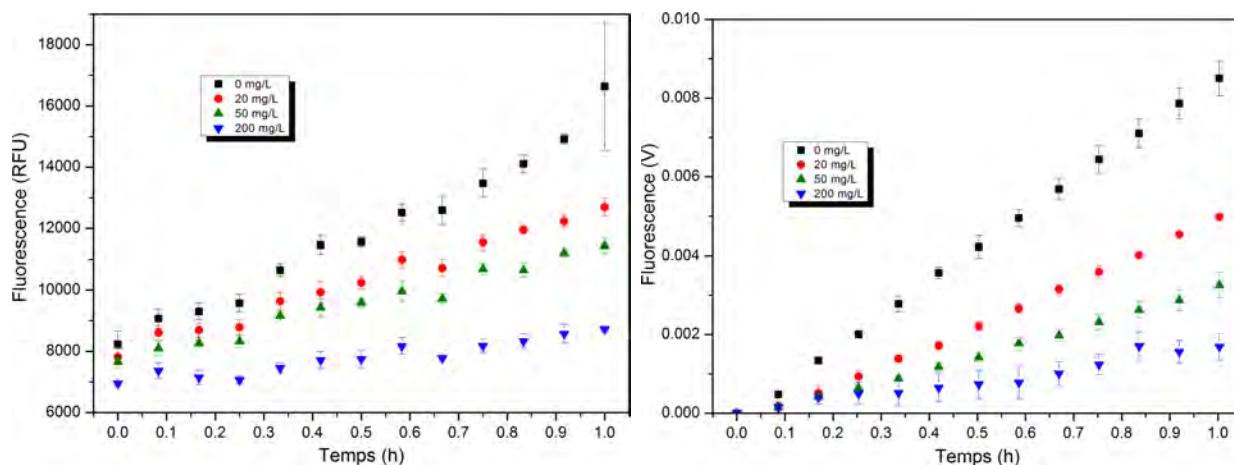 18000
16000
14000
12000
10000
8000
6000
Fluorescence (RFU)
0 mg/L
20 mg/L
50 mg/L
200 mg/L
0.0 0.1 0.2 0.3 0.4 0.5 0.6 0.7 0.8 0.9 1.0
Temps (h)
0.010
0.008
0.006
0.004
0.002
0.000
Fluorescence (V)
0 mg/L
20 mg/L
50 mg/L
200 mg/L
0.0 0.1 0.2 0.3 0.4 0.5 0.6 0.7 0.8 0.9 1.0
Temps (h)